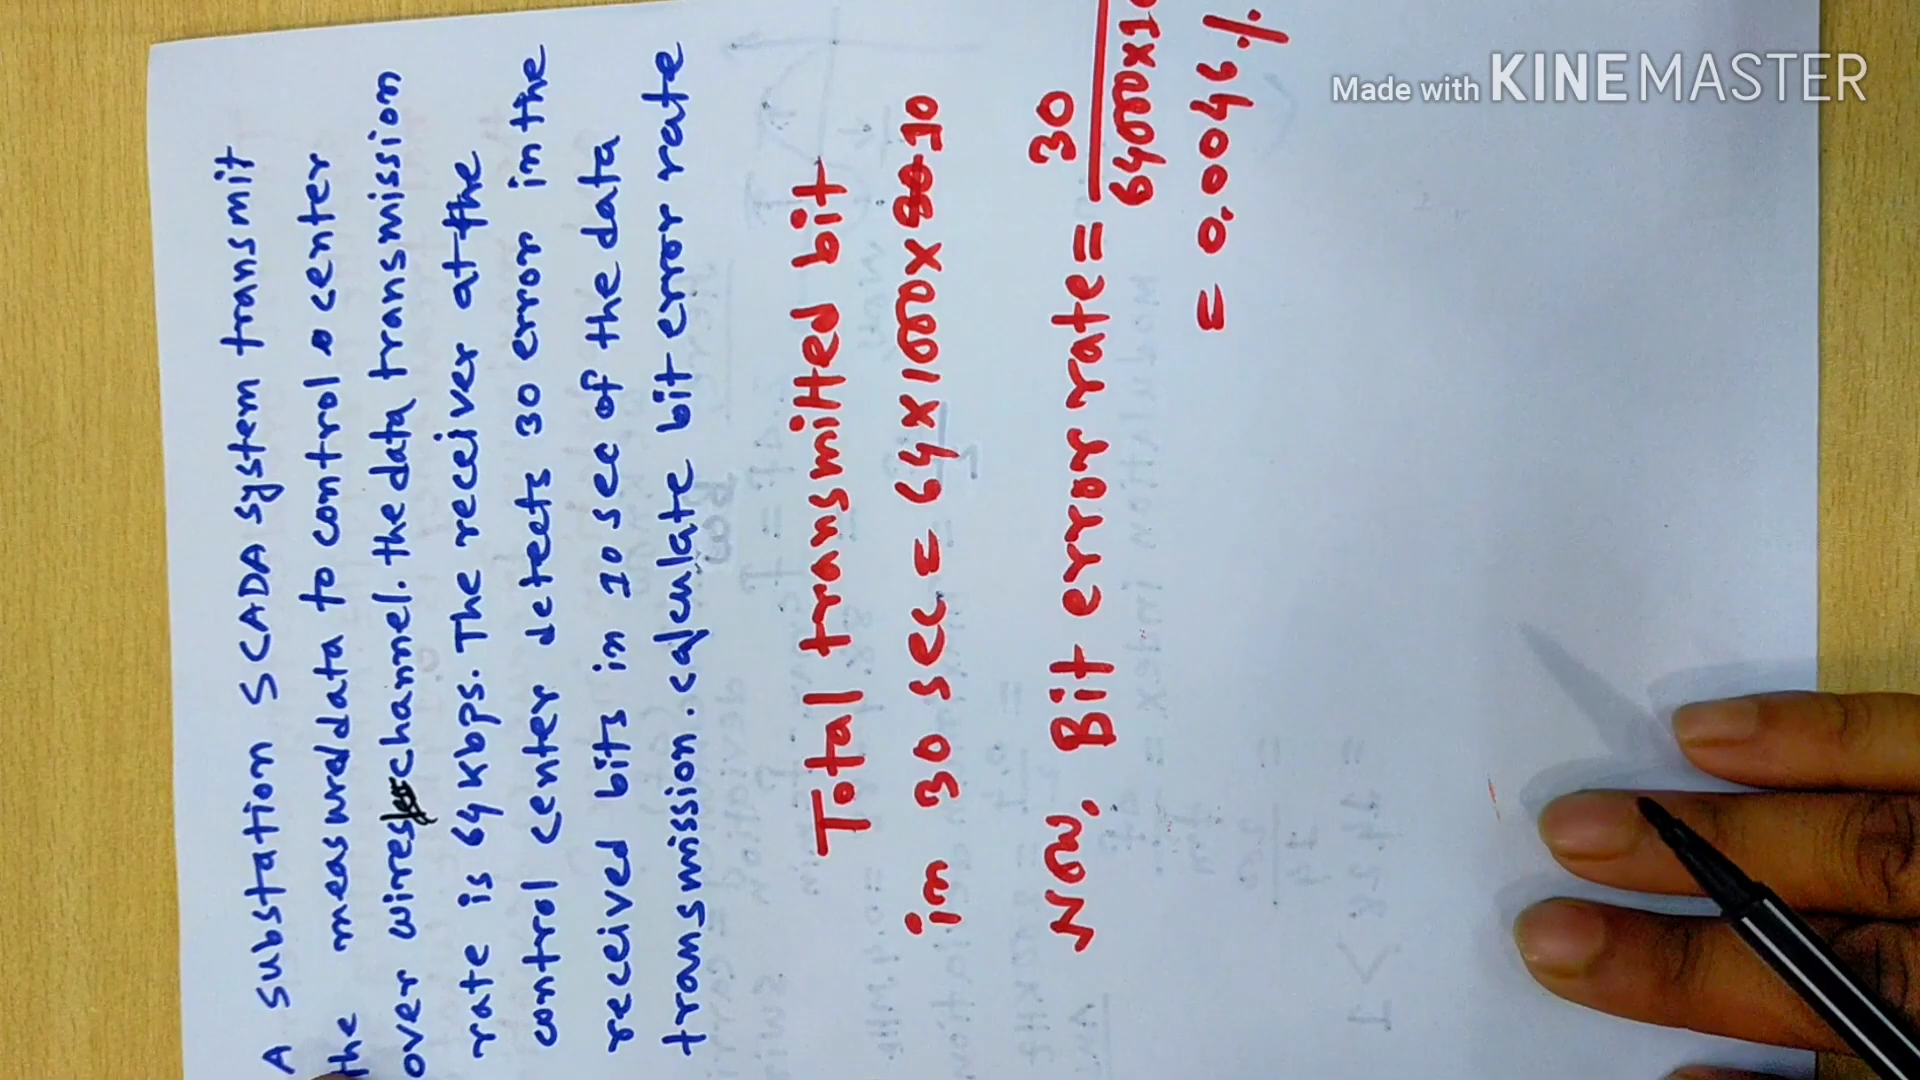 A substation SCADA system transmit
the measured data to control center
over wireless channel. the data transmission
rate is 64 kbps. The receiver at the
control center detects 30 error in the
received bits in 10 sec of the data
transmission. calculate bit error rate
Total transmitted bit
in 30 sec = 64×1000×10
Now, Bit error rate = 30
64000×10
= 0.0046%
Made with KINEMASTER